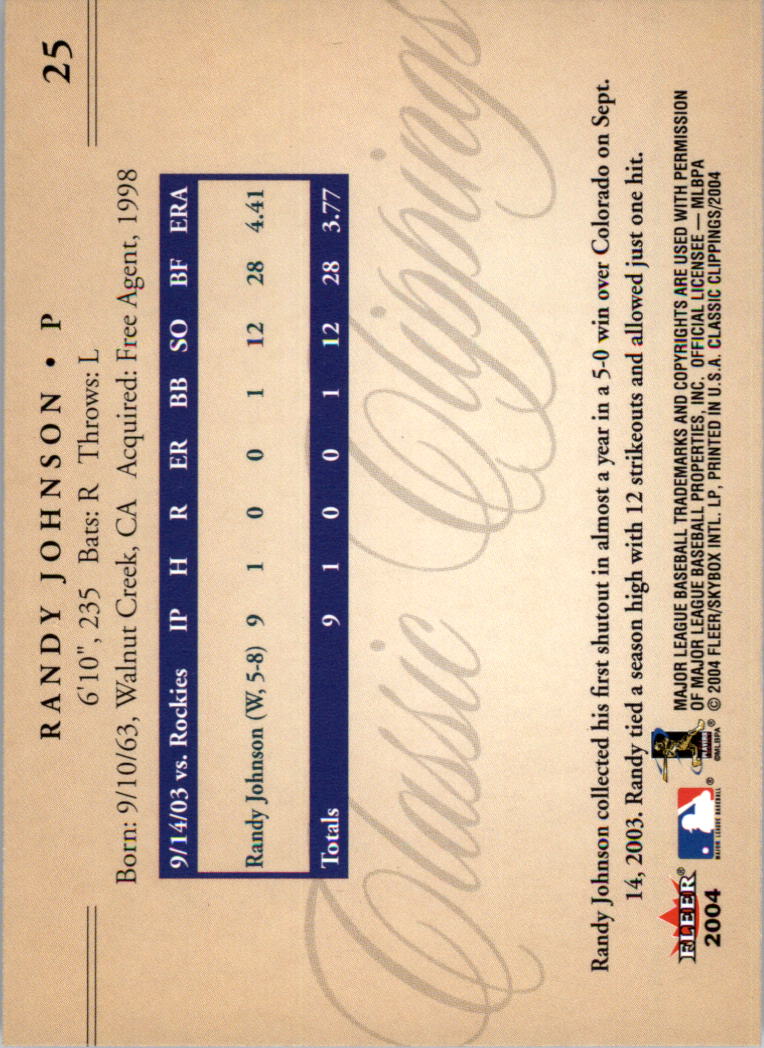 25
RANDY JOHNSON • P
6'10", 235 Bats: R Throws: L
Born: 9/10/63, Walnut Creek, CA Acquired: Free Agent, 1998
9/14/03 vs. Rockies IP H R ER BB SO BF ERA
Randy Johnson (W, 5-8) 9 1 0 0 1 12 28 4.41
Totals 9 1 0 0 1 12 28 3.77
Classic Clippings
Randy Johnson collected his first shutout in almost a year in a 5-0 win over Colorado on Sept.
14, 2003. Randy tied a season high with 12 strikeouts and allowed just one hit.
FLEER®
2004
®
MAJOR LEAGUE BASEBALL
PLAYERS
®
©MLBPA
MAJOR LEAGUE BASEBALL TRADEMARKS AND COPYRIGHTS ARE USED WITH PERMISSION
OF MAJOR LEAGUE BASEBALL PROPERTIES, INC. OFFICIAL LICENSEE — MLBPA
© 2004 FLEER/SKYBOX INTL. LP, PRINTED IN U.S.A. CLASSIC CLIPPINGS/2004